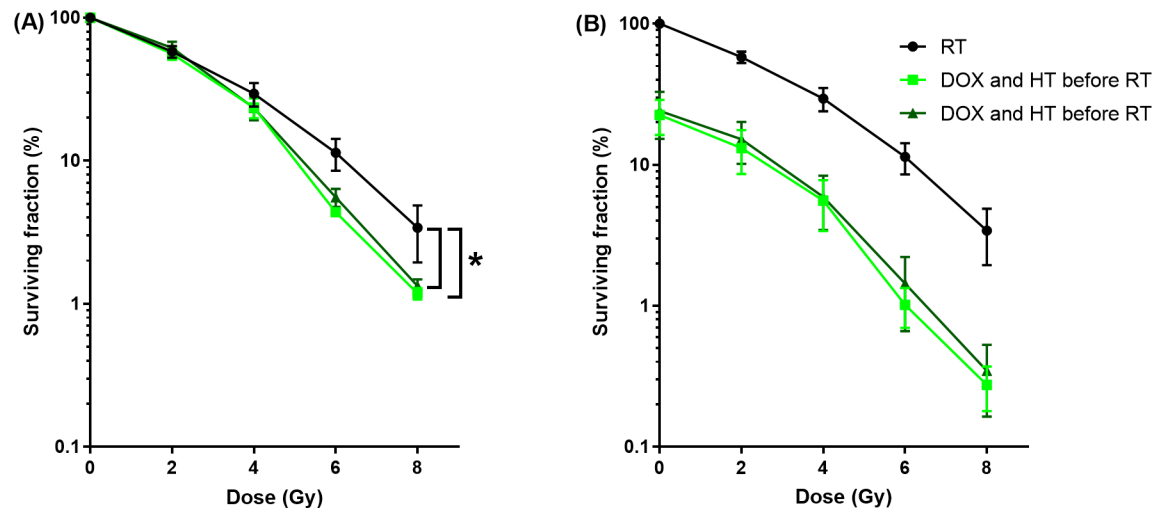 (A)
100
10
1
0.1
Surviving fraction (%)
0 2 4 6 8
Dose (Gy)
*
(B)
100
10
1
0.1
Surviving fraction (%)
0 2 4 6 8
Dose (Gy)
RT
DOX and HT before RT
DOX and HT before RT